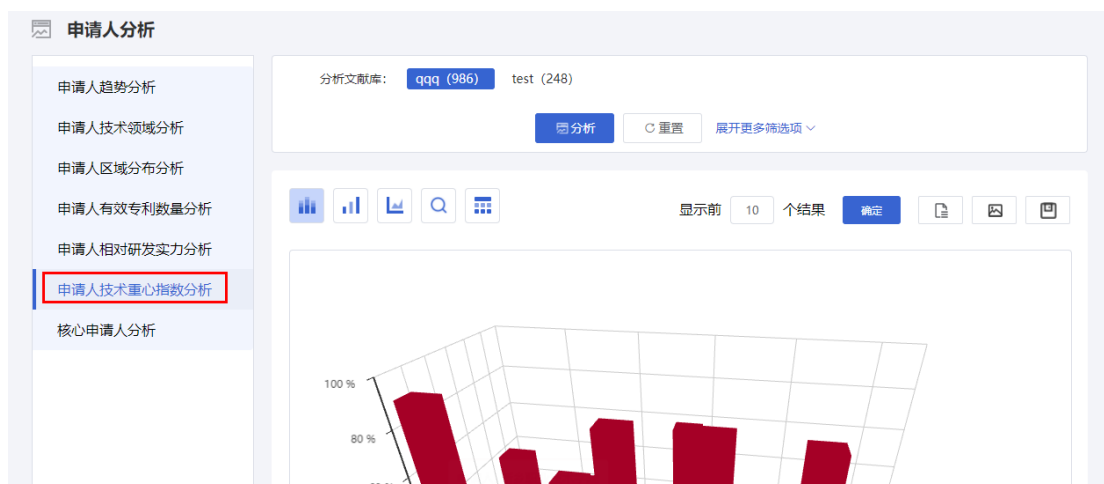 申请人分析
申请人趋势分析
申请人技术领域分析
申请人区域分布分析
申请人有效专利数量分析
申请人相对研发实力分析
申请人技术重心指数分析
核心申请人分析
分析文献库: qqq (986) test (248)
分析 重置 展开更多筛选项
显示前 10 个结果 确定
100 %
80 %